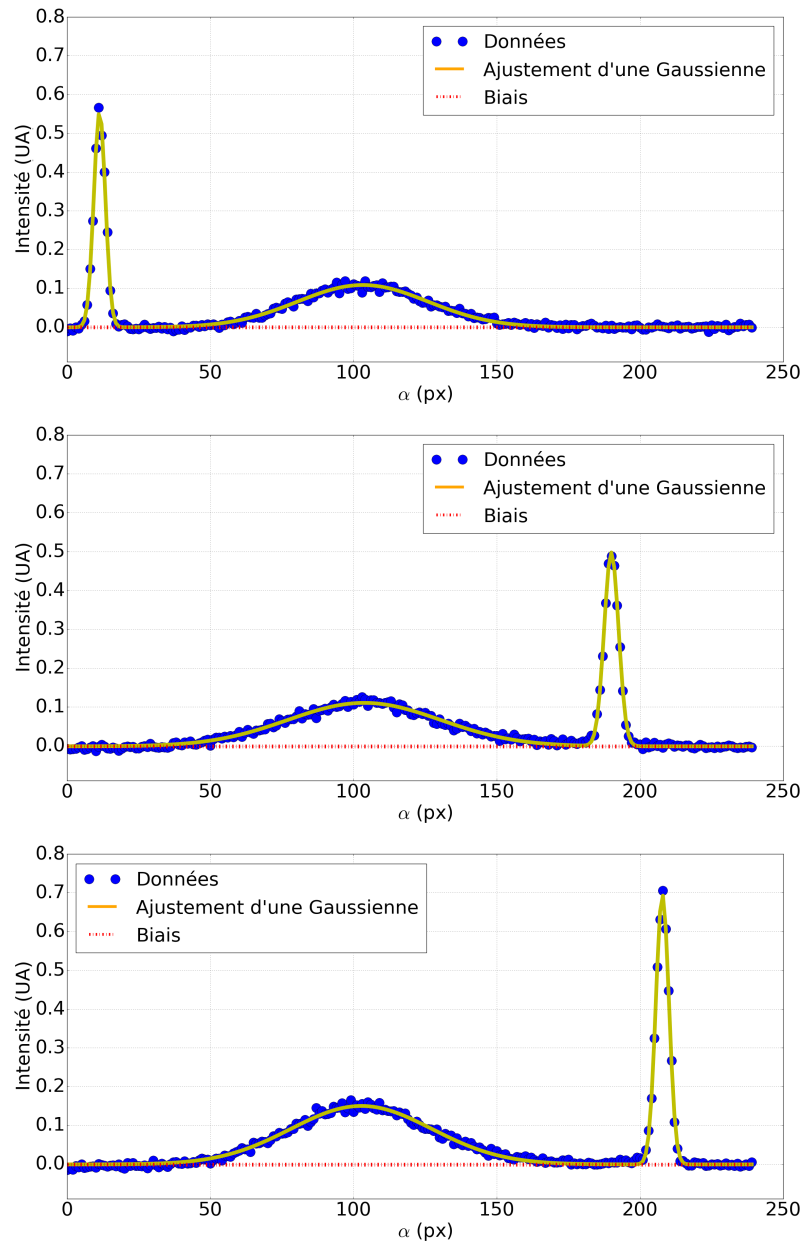 0.8
0.7
0.6
0.5
0.4
0.3
0.2
0.1
0.0
Intensité (UA)
Données
Ajustement d'une Gaussienne
Biais
0 50 100 150 200 250
α (px)
0.8
0.7
0.6
0.5
0.4
0.3
0.2
0.1
0.0
Intensité (UA)
Données
Ajustement d'une Gaussienne
Biais
0 50 100 150 200 250
α (px)
0.8
0.7
0.6
0.5
0.4
0.3
0.2
0.1
0.0
Intensité (UA)
Données
Ajustement d'une Gaussienne
Biais
0 50 100 150 200 250
α (px)